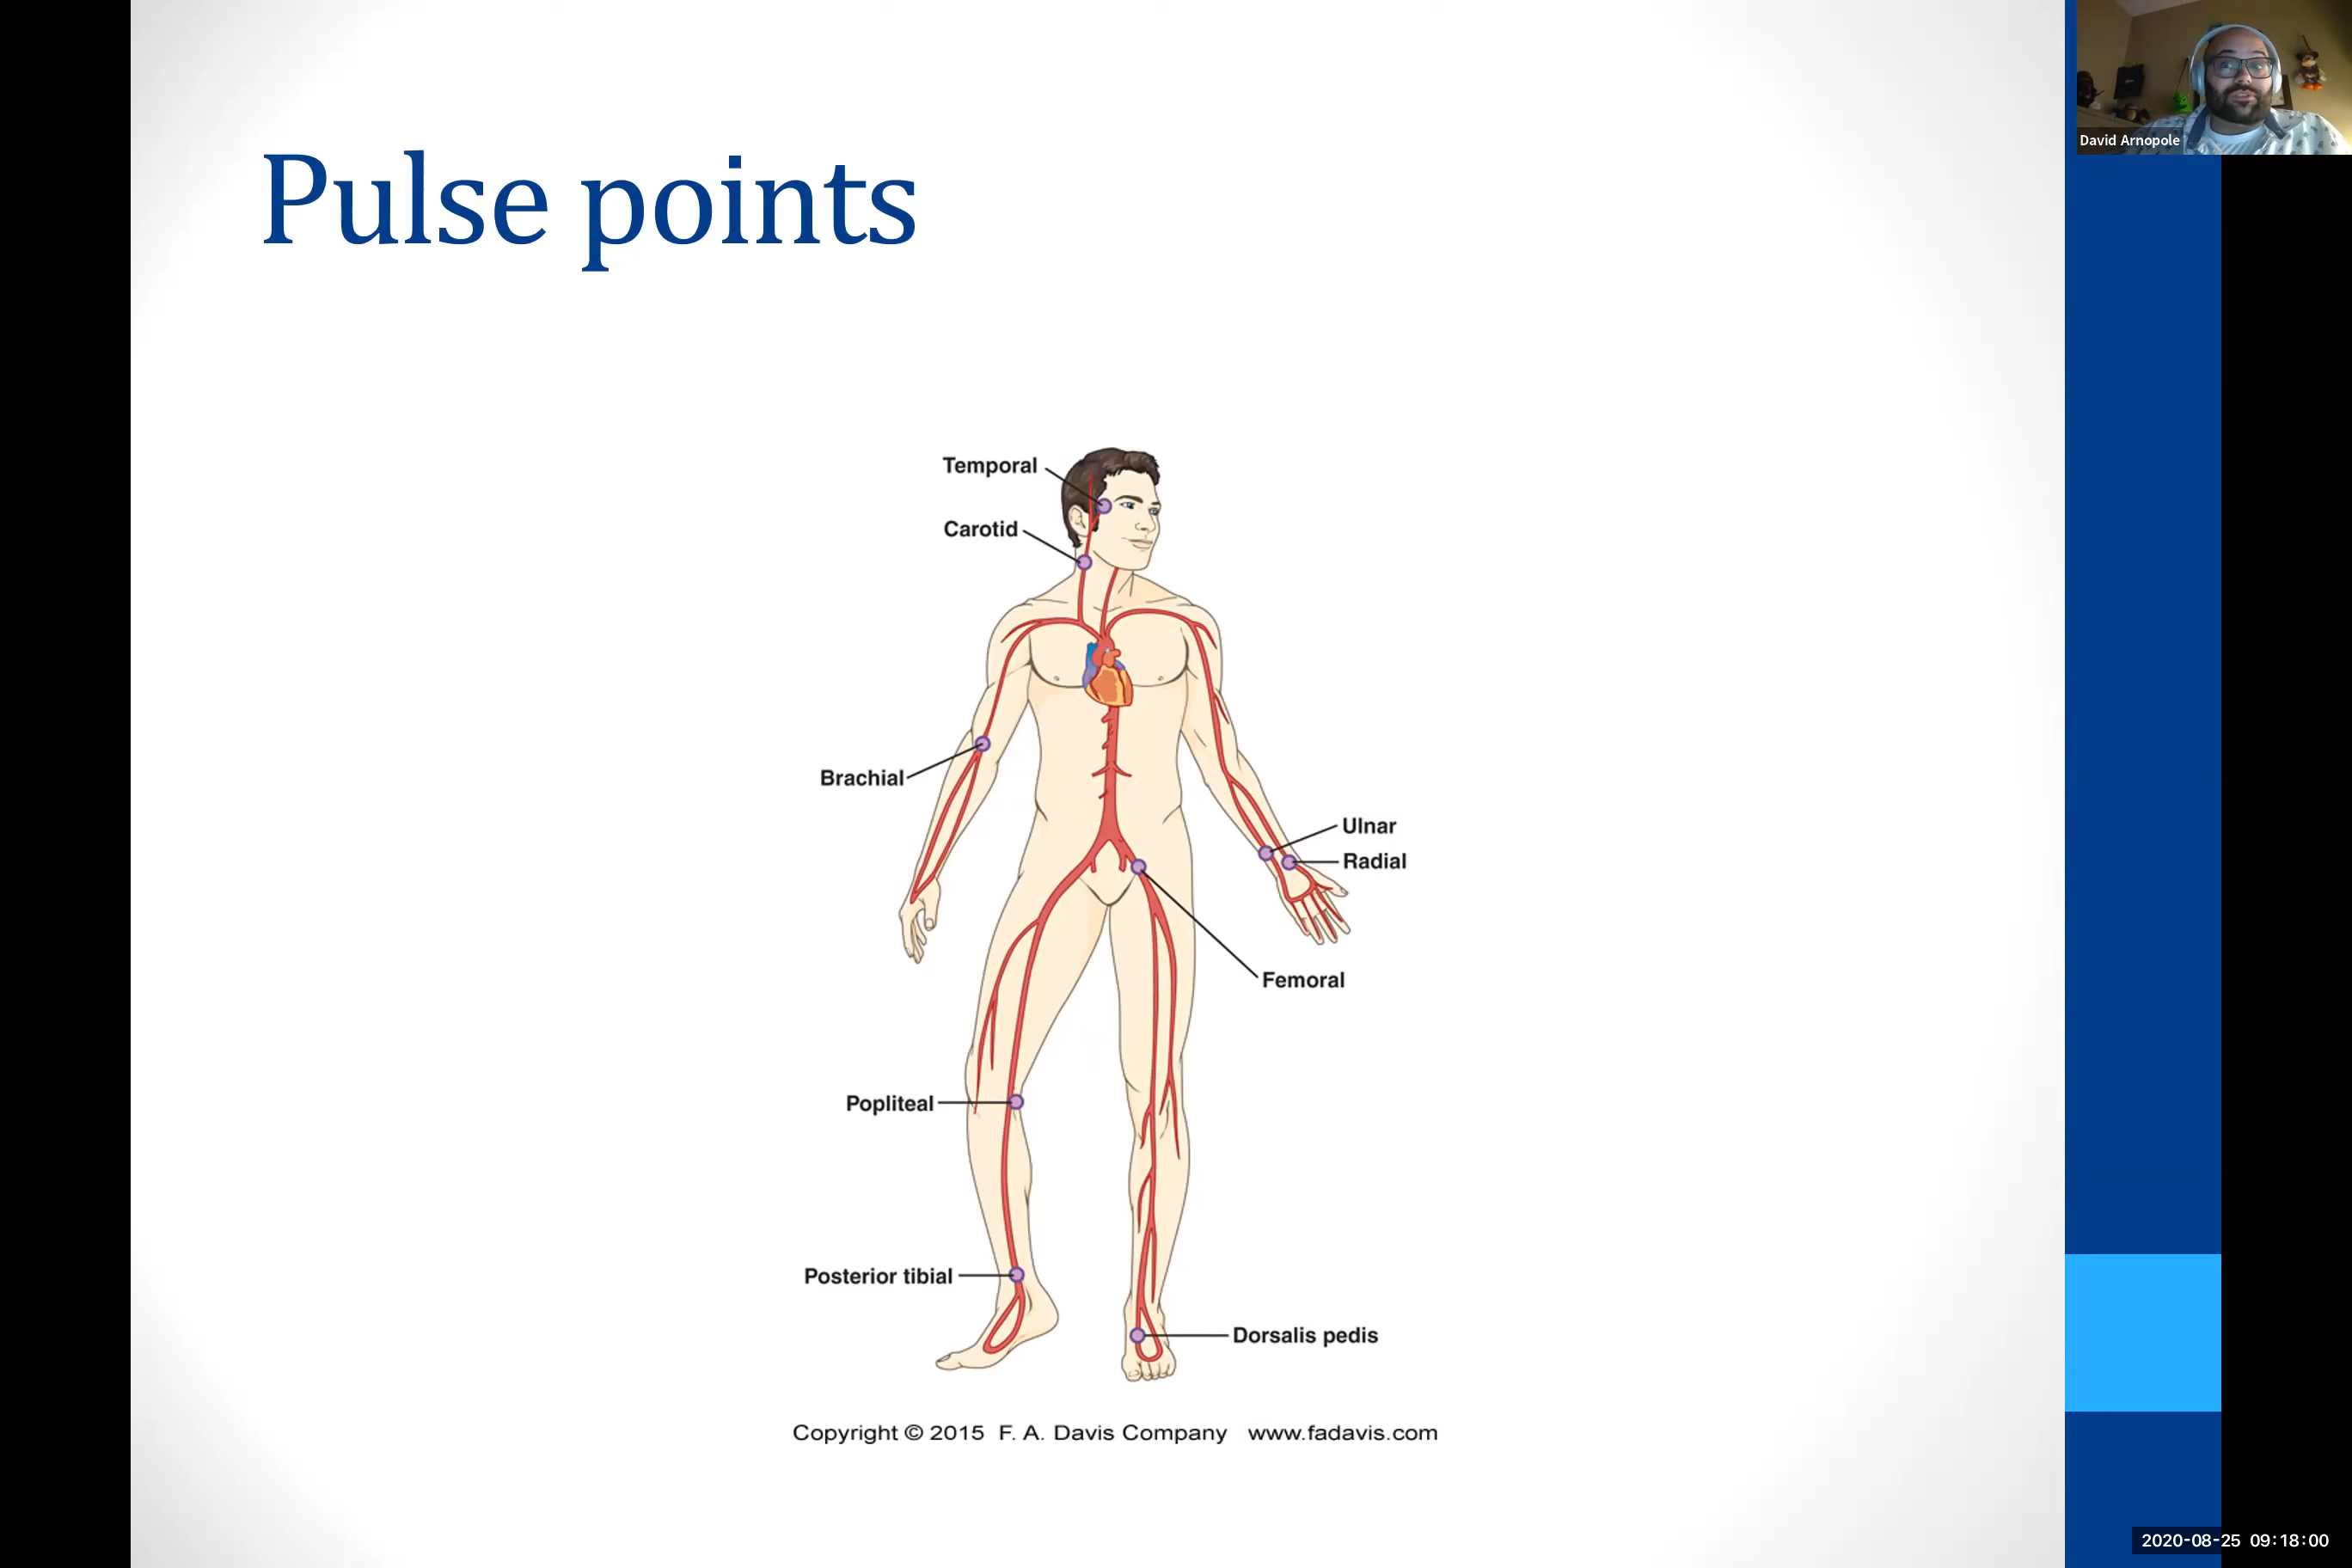 Pulse points
David Arnopole
Temporal
Carotid
Brachial
Ulnar
Radial
Femoral
Popliteal
Posterior tibial
Dorsalis pedis
Copyright © 2015 F. A. Davis Company www.fadavis.com
2020-08-25 09:18:00